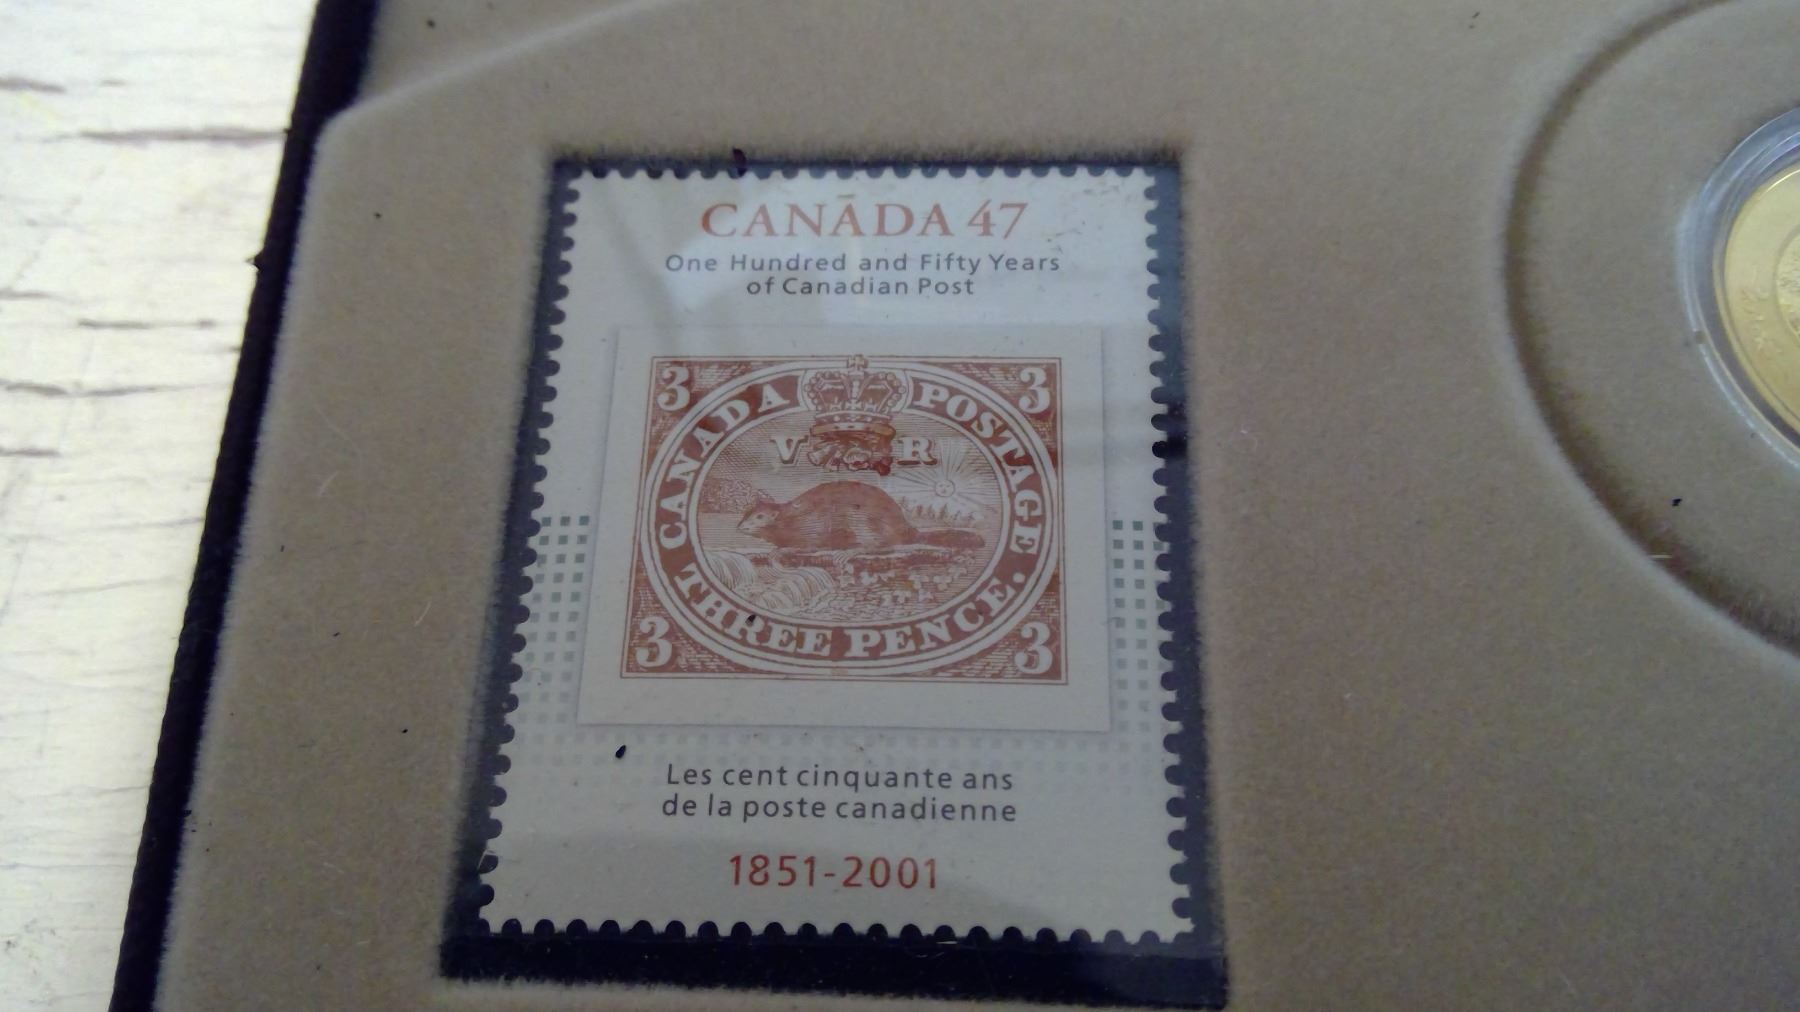 CANADA 47
One Hundred and Fifty Years
of Canadian Post
3 3
CANADA POSTAGE
V R
THREE PENCE.
3 3
Les cent cinquante ans
de la poste canadienne
1851-2001